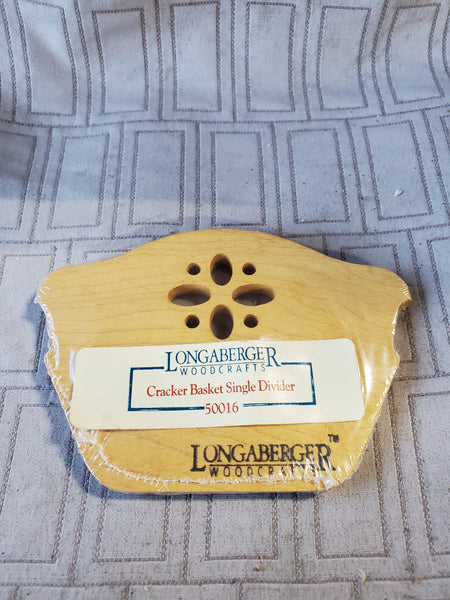 LONGABERGER
WOODCRAFTS
Cracker Basket Single Divider
50016
LONGABERGER™
WOODCRAFTS